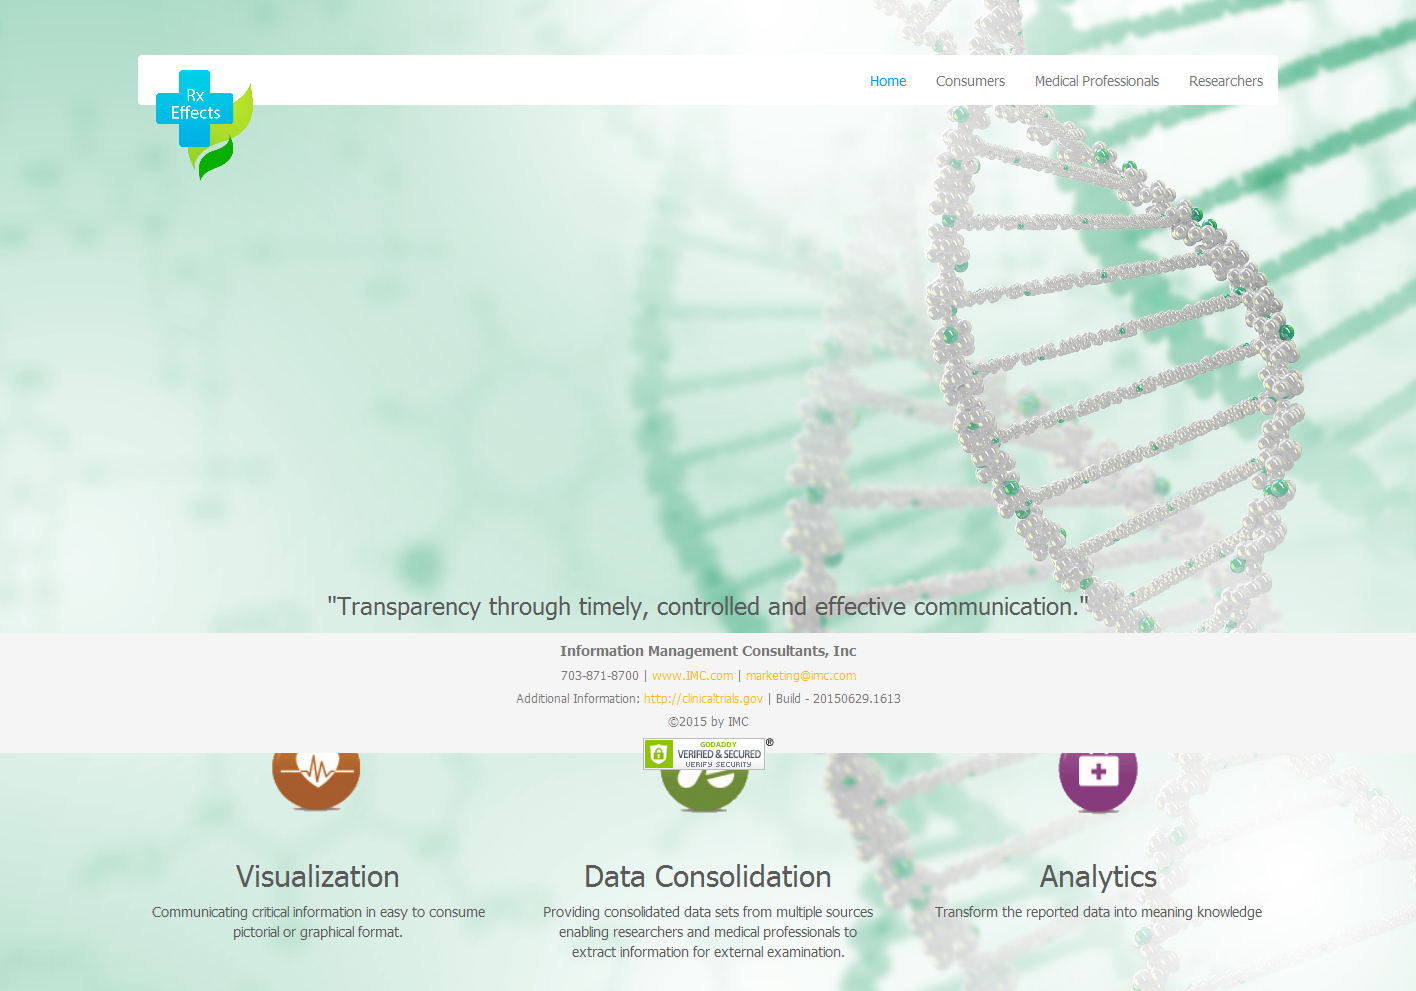 Rx
Effects
Home Consumers Medical Professionals Researchers
"Transparency through timely, controlled and effective communication."
Information Management Consultants, Inc
703-871-8700 | www.IMC.com | marketing@imc.com
Additional Information: http://clinicaltrials.gov | Build - 20150629.1613
©2015 by IMC
GODADDY
VERIFIED & SECURED
VERIFY SECURITY
®
Visualization
Communicating critical information in easy to consume
pictorial or graphical format.
Data Consolidation
Providing consolidated data sets from multiple sources
enabling researchers and medical professionals to
extract information for external examination.
Analytics
Transform the reported data into meaning knowledge